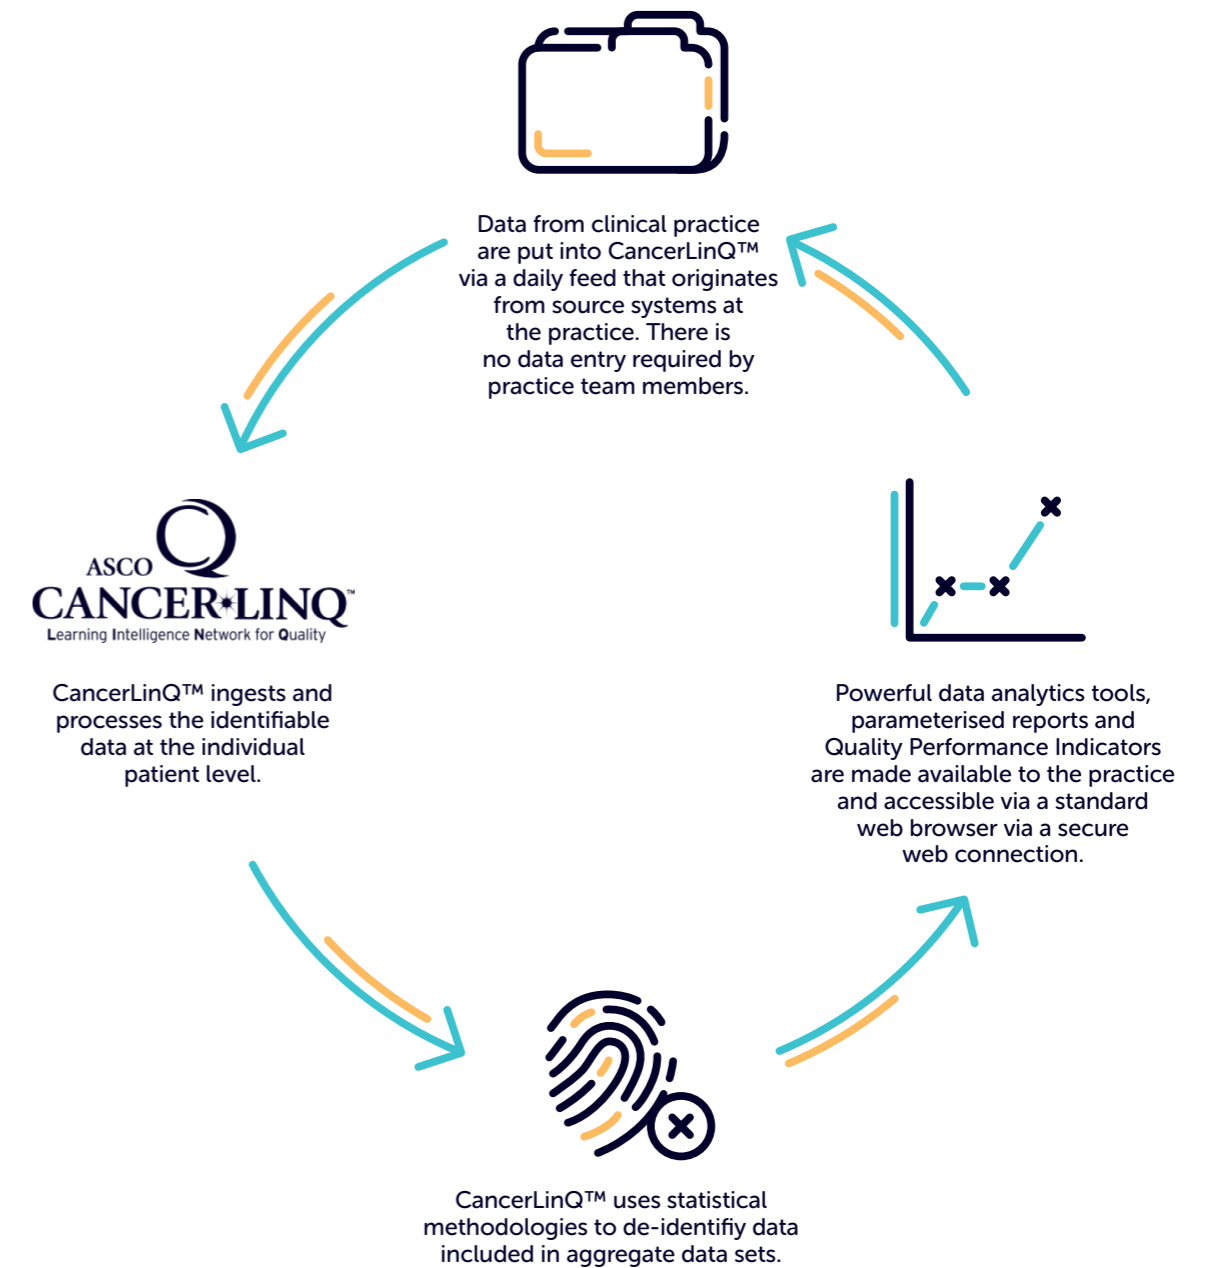 Data from clinical practice
are put into CancerLinQ™
via a daily feed that originates
from source systems at
the practice. There is
no data entry required by
practice team members.
ASCO
CANCER LINQ™
Learning Intelligence Network for Quality
CancerLinQ™ ingests and
processes the identifiable
data at the individual
patient level.
CancerLinQ™ uses statistical
methodologies to de-identifiy data
included in aggregate data sets.
Powerful data analytics tools,
parameterised reports and
Quality Performance Indicators
are made available to the practice
and accessible via a standard
web browser via a secure
web connection.